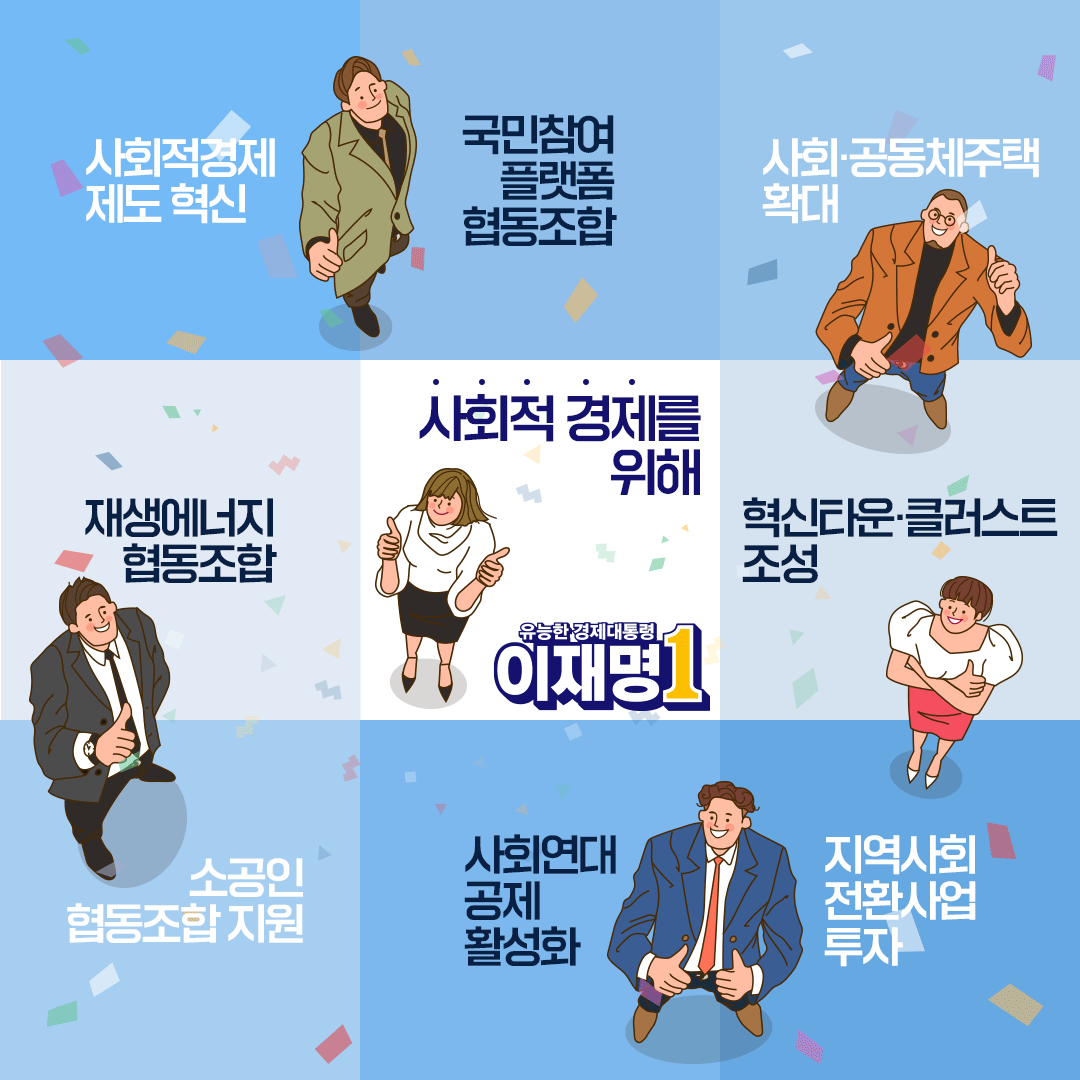 사회적경제
제도 혁신
국민참여
플랫폼
협동조합
사회·공동체주택
확대
재생에너지
협동조합
사회적 경제를
위해
유능한 경제대통령
이재명1
혁신타운·클러스트
조성
소공인
협동조합 지원
사회연대
공제
활성화
지역사회
전환사업
투자